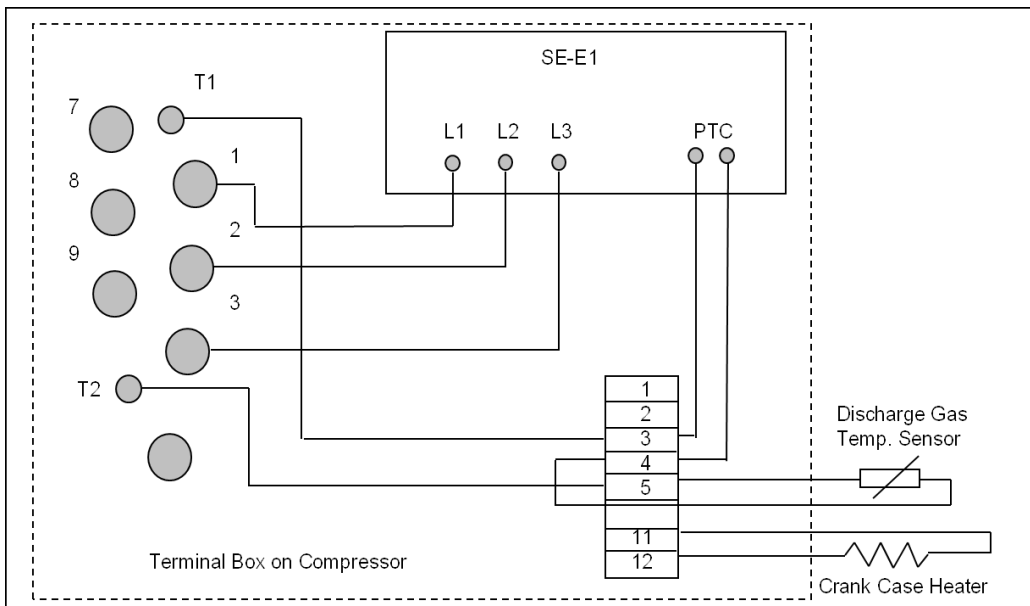 SE-E1
T1
7
L1 L2 L3 PTC
1
8
2
9
3
T2
1
2
3
4
5
11
12
Discharge Gas
Temp. Sensor
Terminal Box on Compressor
Crank Case Heater